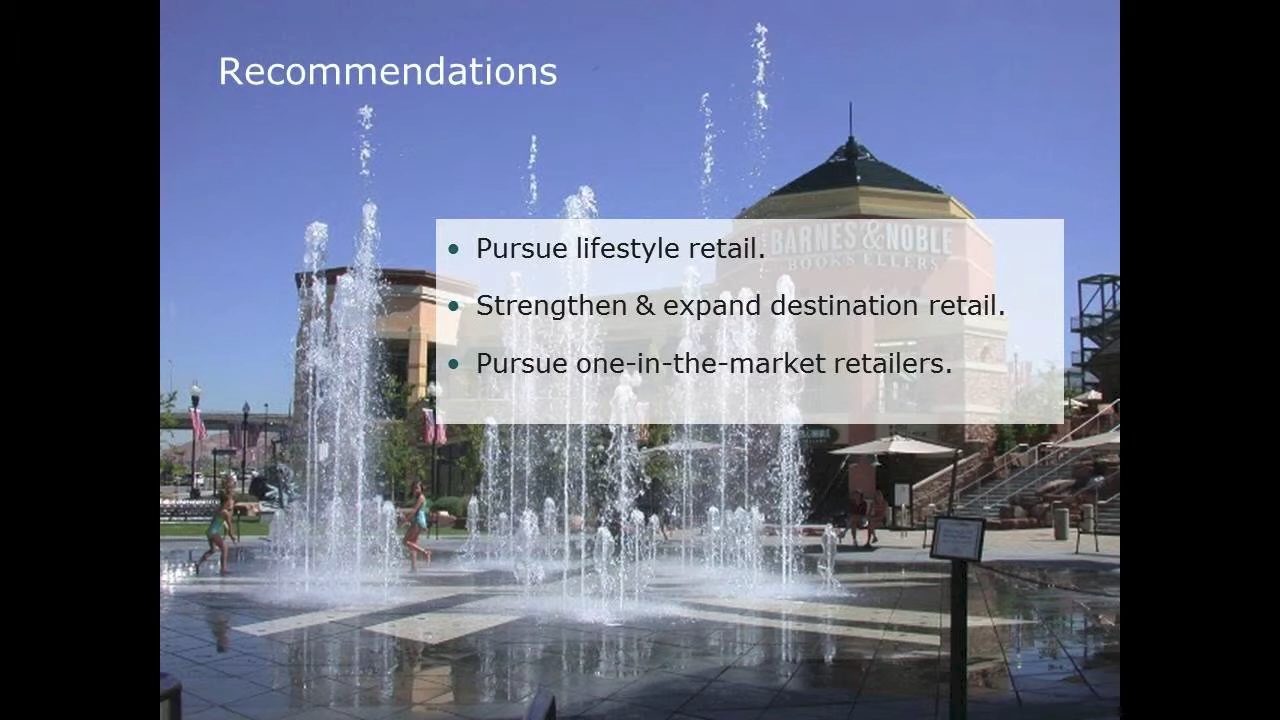 Recommendations
• Pursue lifestyle retail.
BARNES & NOBLE
BOOKSELLERS
• Strengthen & expand destination retail.
• Pursue one-in-the-market retailers.